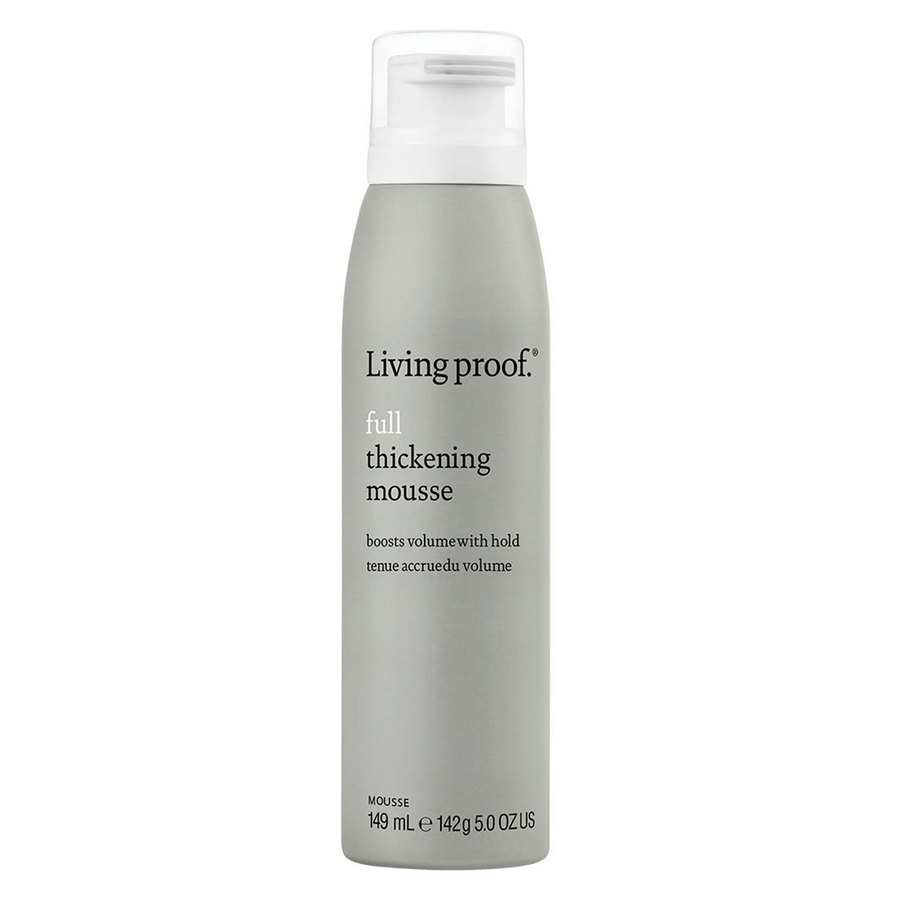 Living proof.®
full
thickening
mousse
boosts volume with hold
tenue accrue du volume
MOUSSE
149 mL ℮ 142g 5.0 OZ US